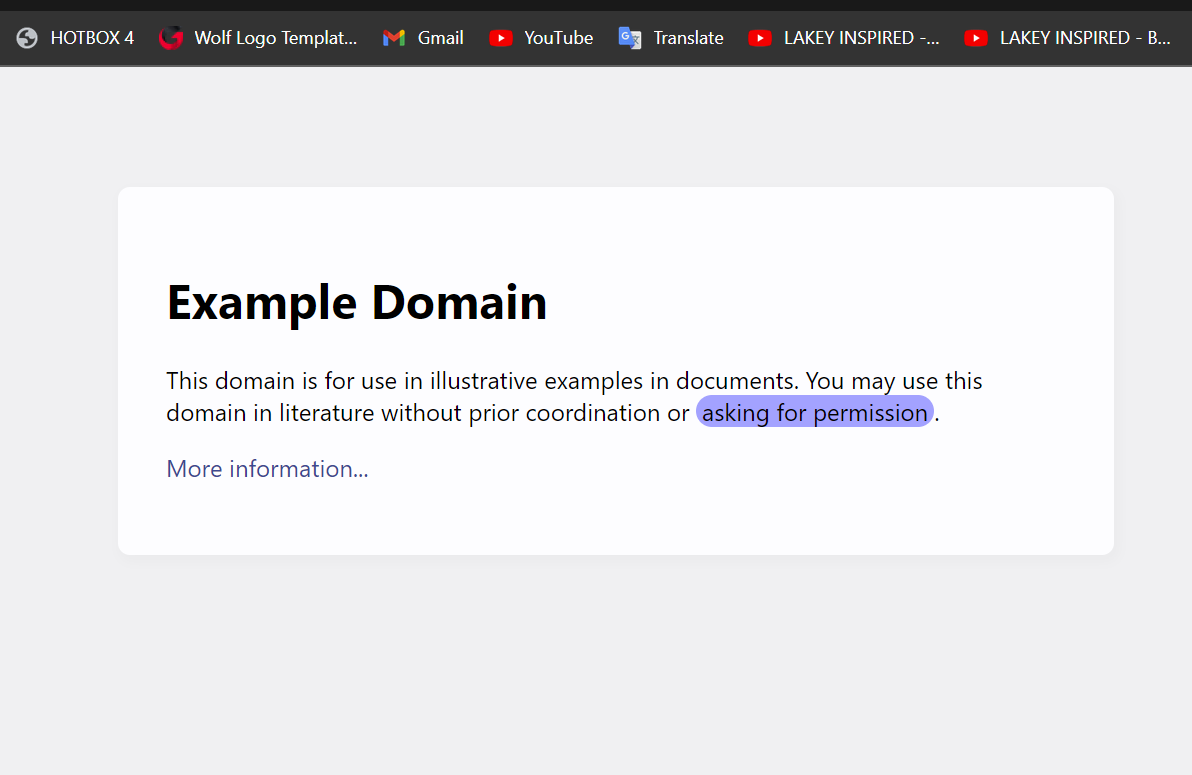 HOTBOX 4 Wolf Logo Templat... Gmail YouTube Translate LAKEY INSPIRED -... LAKEY INSPIRED - B...
Example Domain
This domain is for use in illustrative examples in documents. You may use this
domain in literature without prior coordination or asking for permission.
More information...